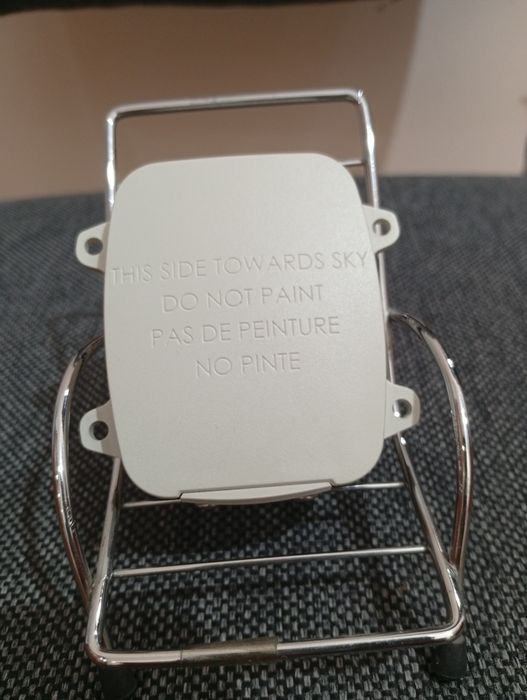 THIS SIDE TOWARDS SKY
DO NOT PAINT
PAS DE PEINTURE
NO PINTE